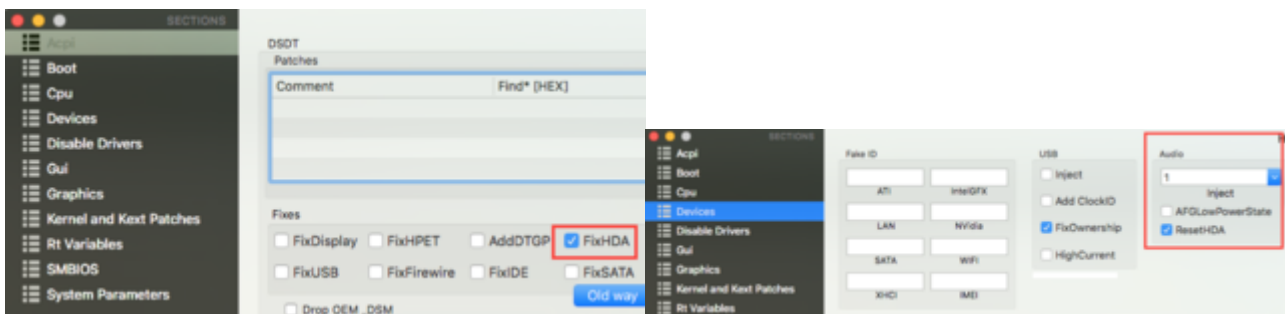 SECTIONS
Acpi
Boot
Cpu
Devices
Disable Drivers
Gui
Graphics
Kernel and Kext Patches
Rt Variables
SMBIOS
System Parameters
DSDT
Patches
Comment Find* [HEX]
Fixes
FixDisplay FixHPET AddDTGP FixHDA
FixUSB FixFirewire FixIDE FixSATA
Old way
Drop OEM_DSM
SECTIONS
Acpi
Boot
Cpu
Devices
Disable Drivers
Gui
Graphics
Kernel and Kext Patches
Rt Variables
Fake ID
ATI IntelGFX
LAN NVidia
SATA WIFI
XHCI IMEI
USB
Inject
Add ClockID
FixOwnership
HighCurrent
Audio
1
Inject
AFGLowPowerState
ResetHDA